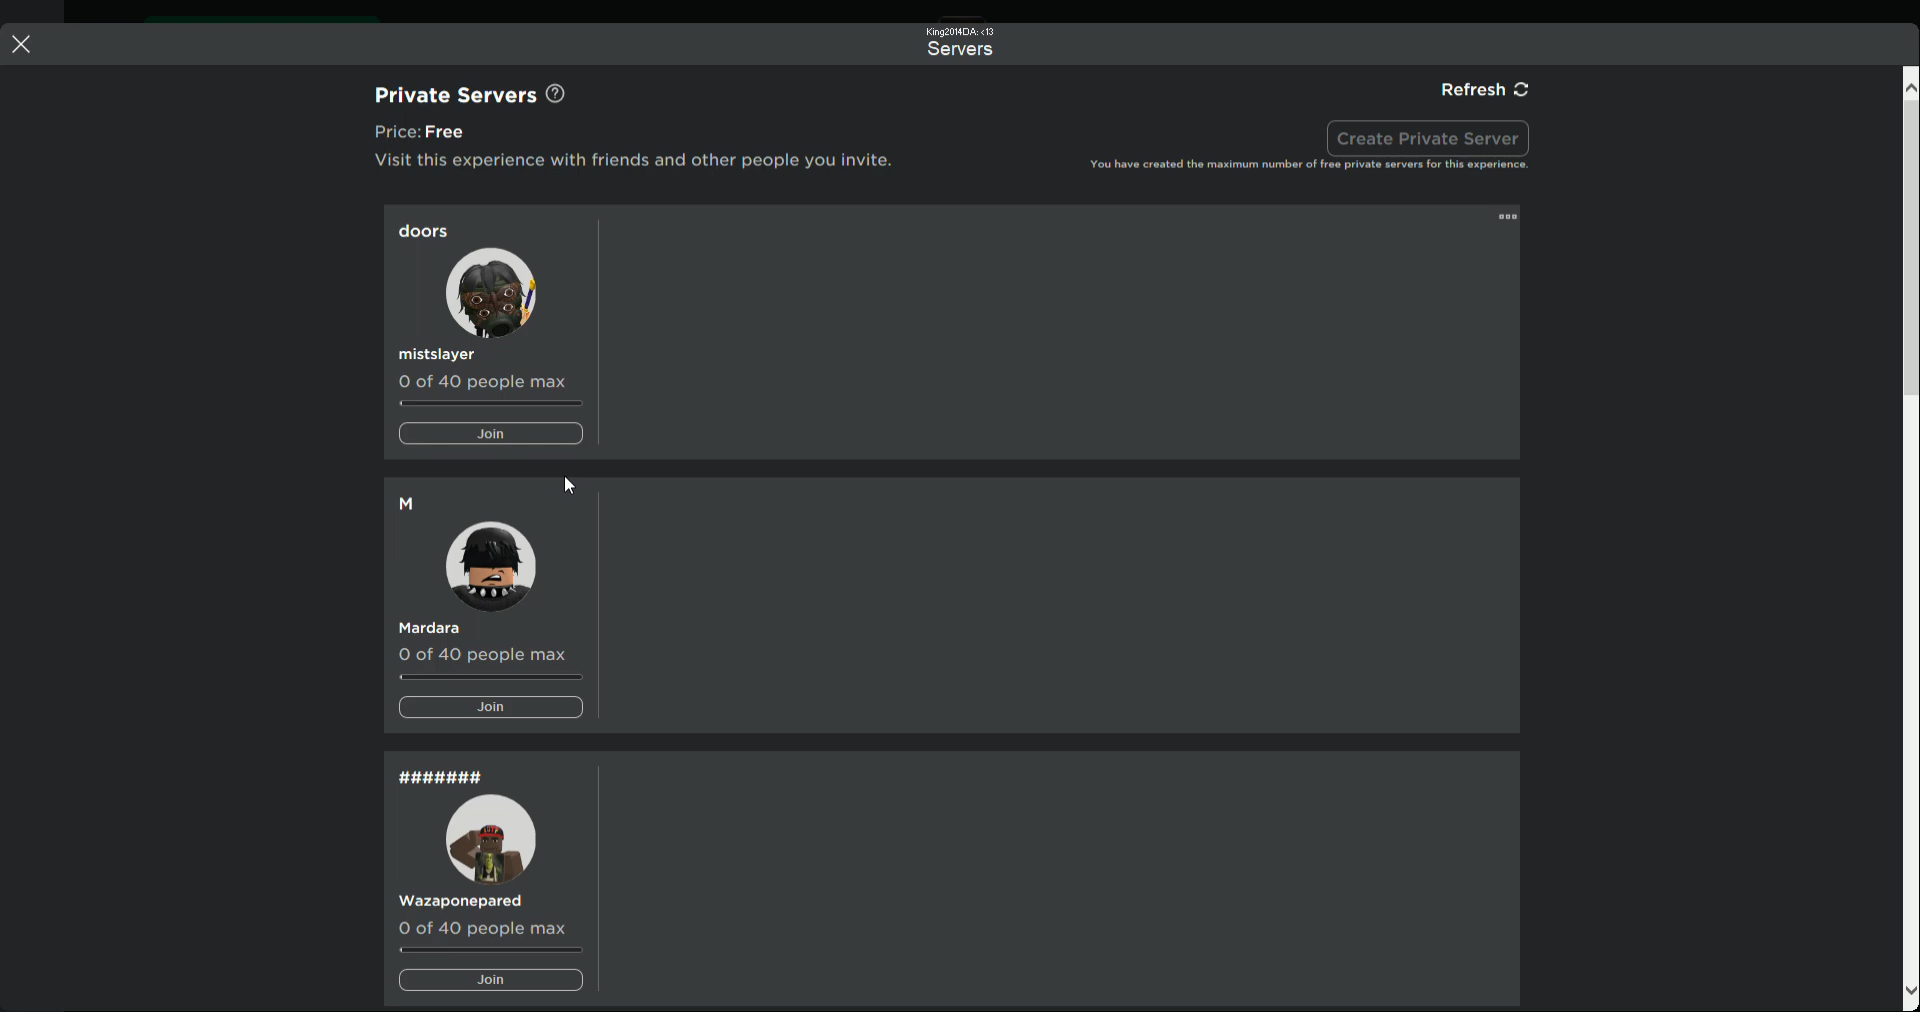 King2014DA: <13
Servers
Private Servers
Refresh
Price: Free
Create Private Server
Visit this experience with friends and other people you invite.
You have created the maximum number of free private servers for this experience.
doors
mistslayer
0 of 40 people max
Join
M
Mardara
0 of 40 people max
Join
#######
Wazaponepared
0 of 40 people max
Join